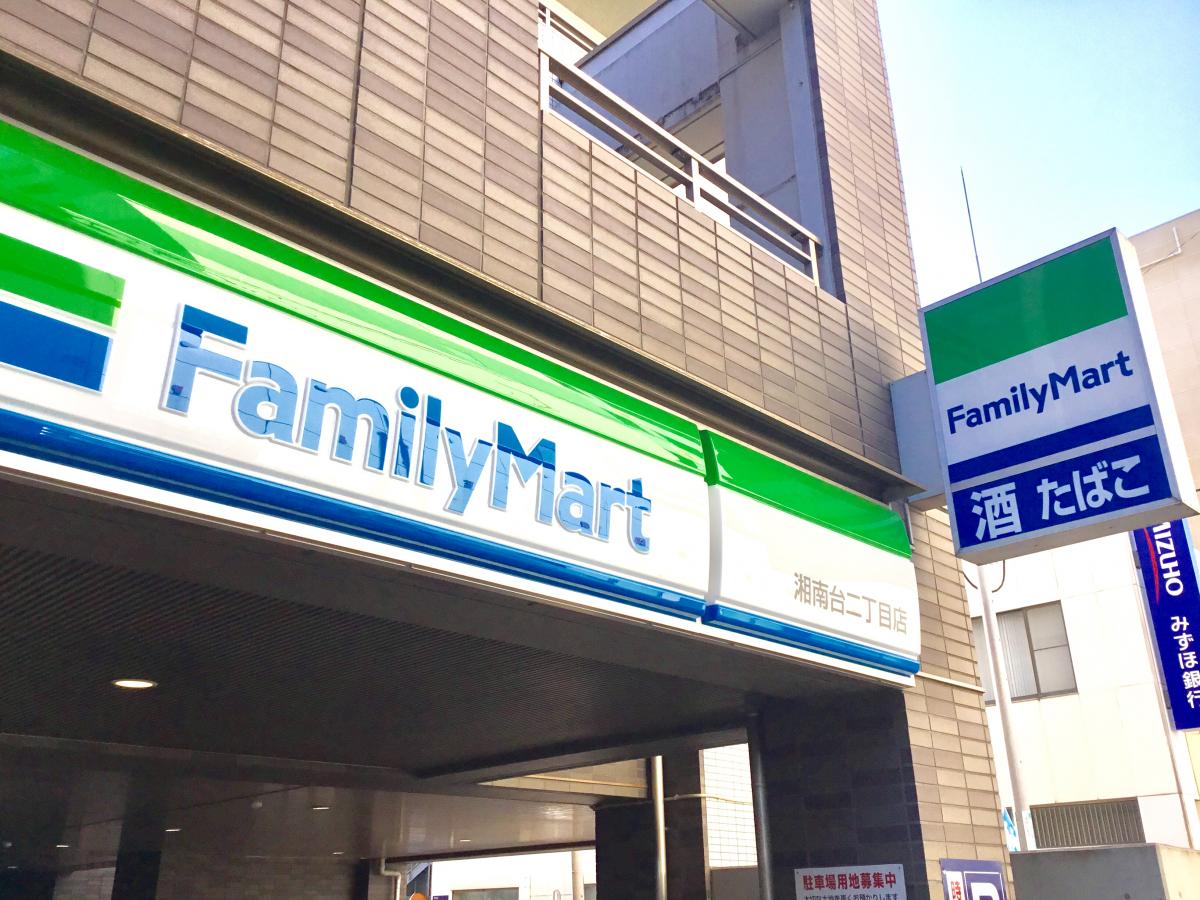 FamilyMart
湘南台二丁目店
FamilyMart
酒 たばこ
MIZUHO みずほ銀行
駐車場用地募集中
時
P